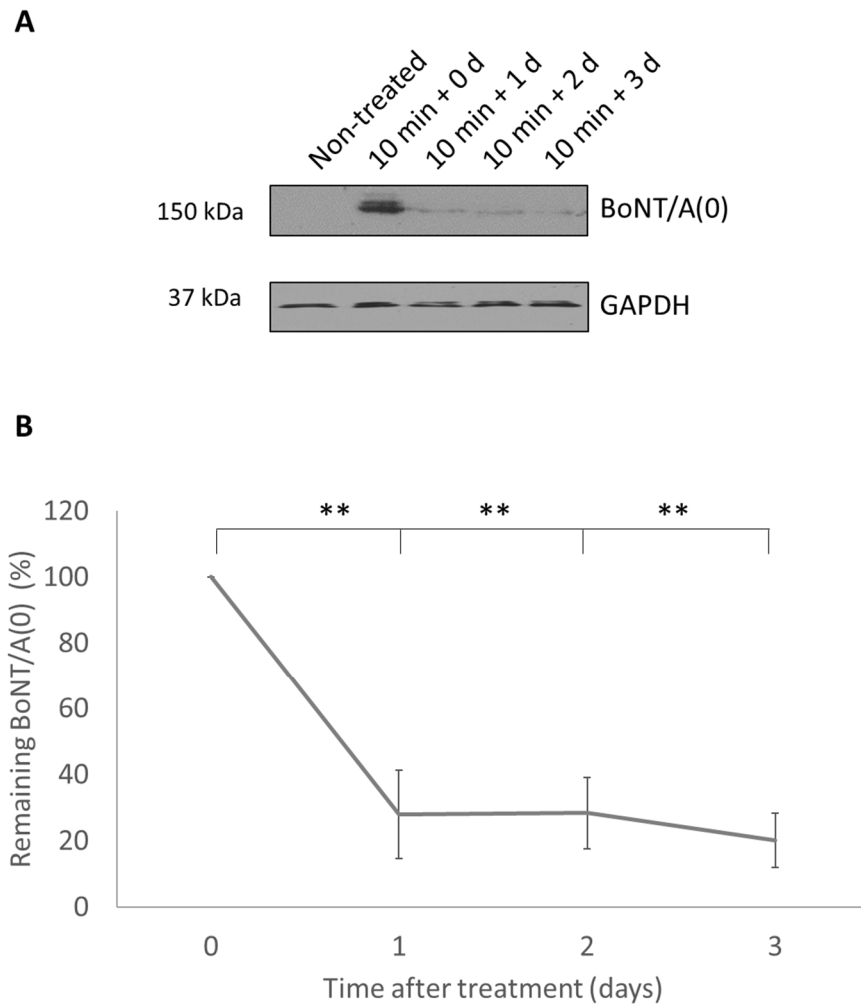 A
Non-treated
10 min + 0 d
10 min + 1 d
10 min + 2 d
10 min + 3 d
150 kDa
BoNT/A(0)
37 kDa
GAPDH
B
** ** **
120
100
80
60
40
20
0
Remaining BoNT/A(0) (%)
0 1 2 3
Time after treatment (days)